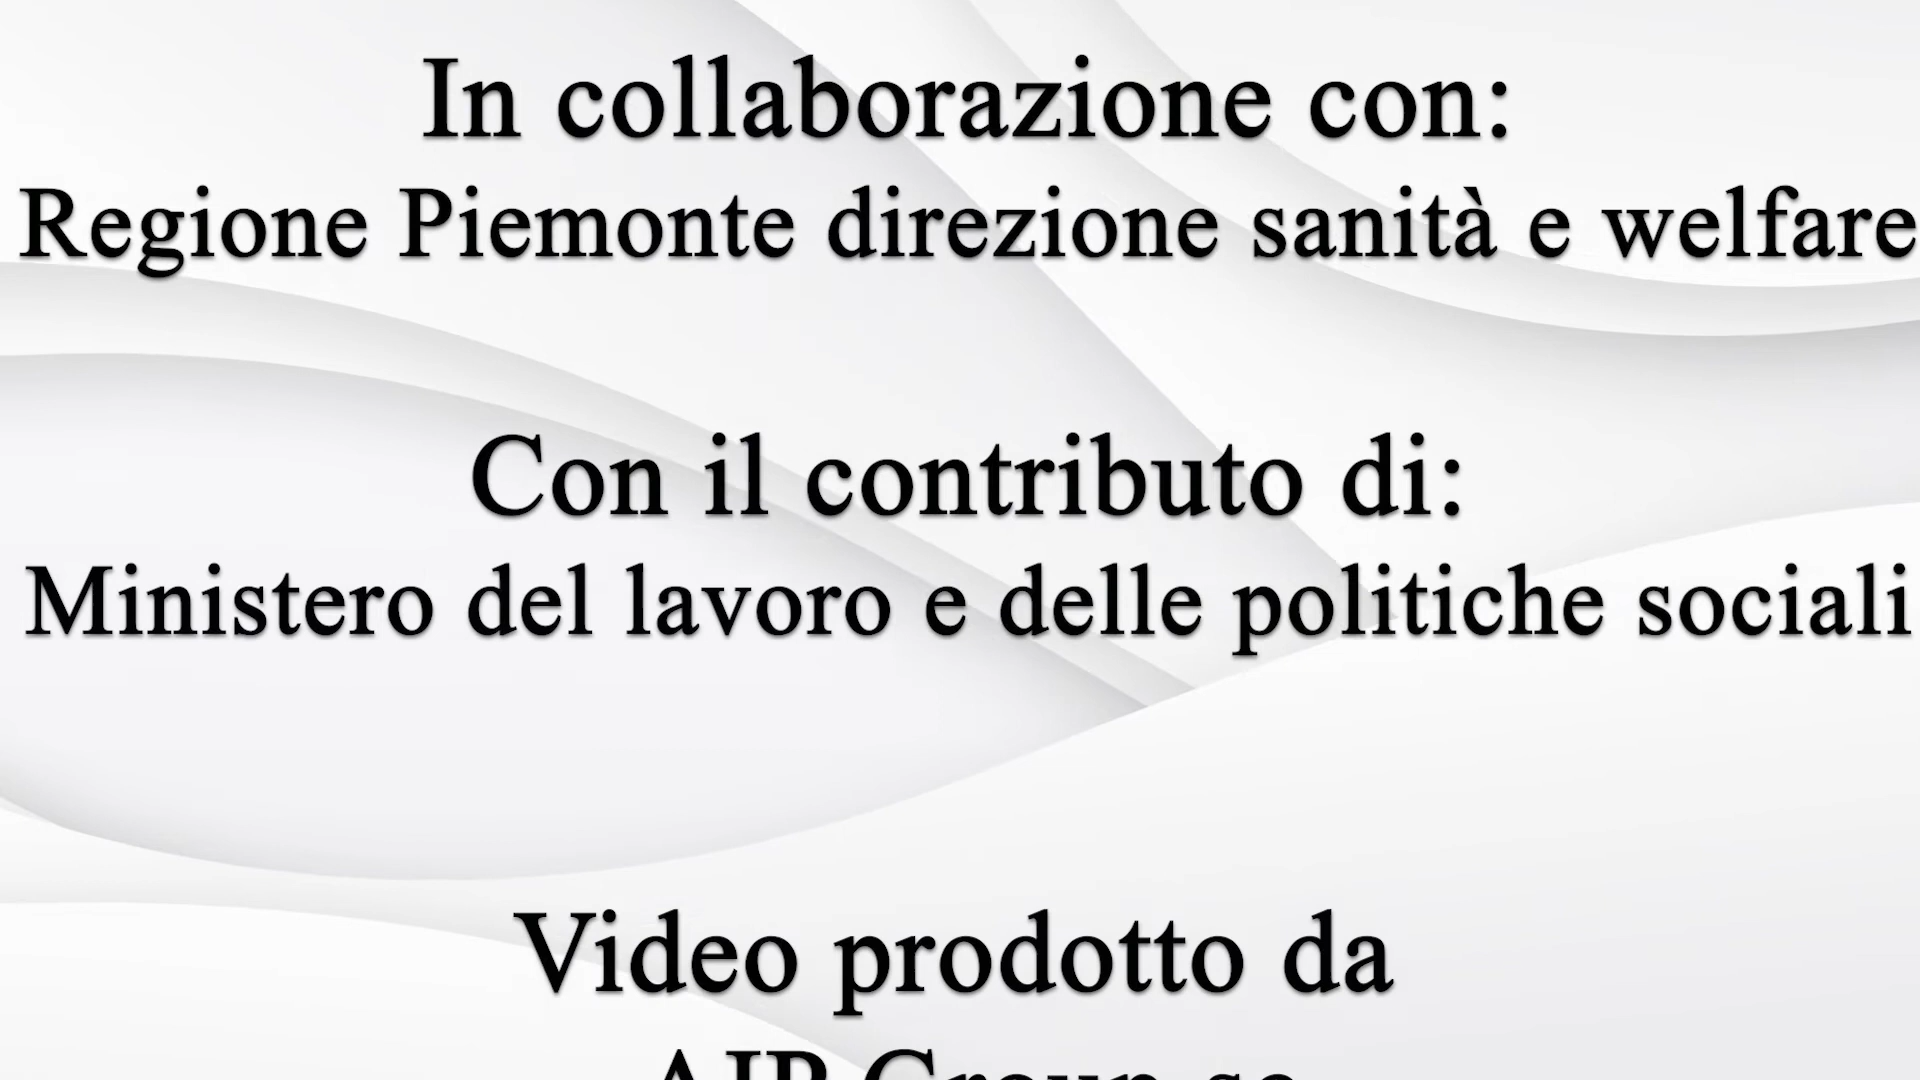 In collaborazione con:
Regione Piemonte direzione sanità e welfare
Con il contributo di:
Ministero del lavoro e delle politiche sociali
Video prodotto da
Group